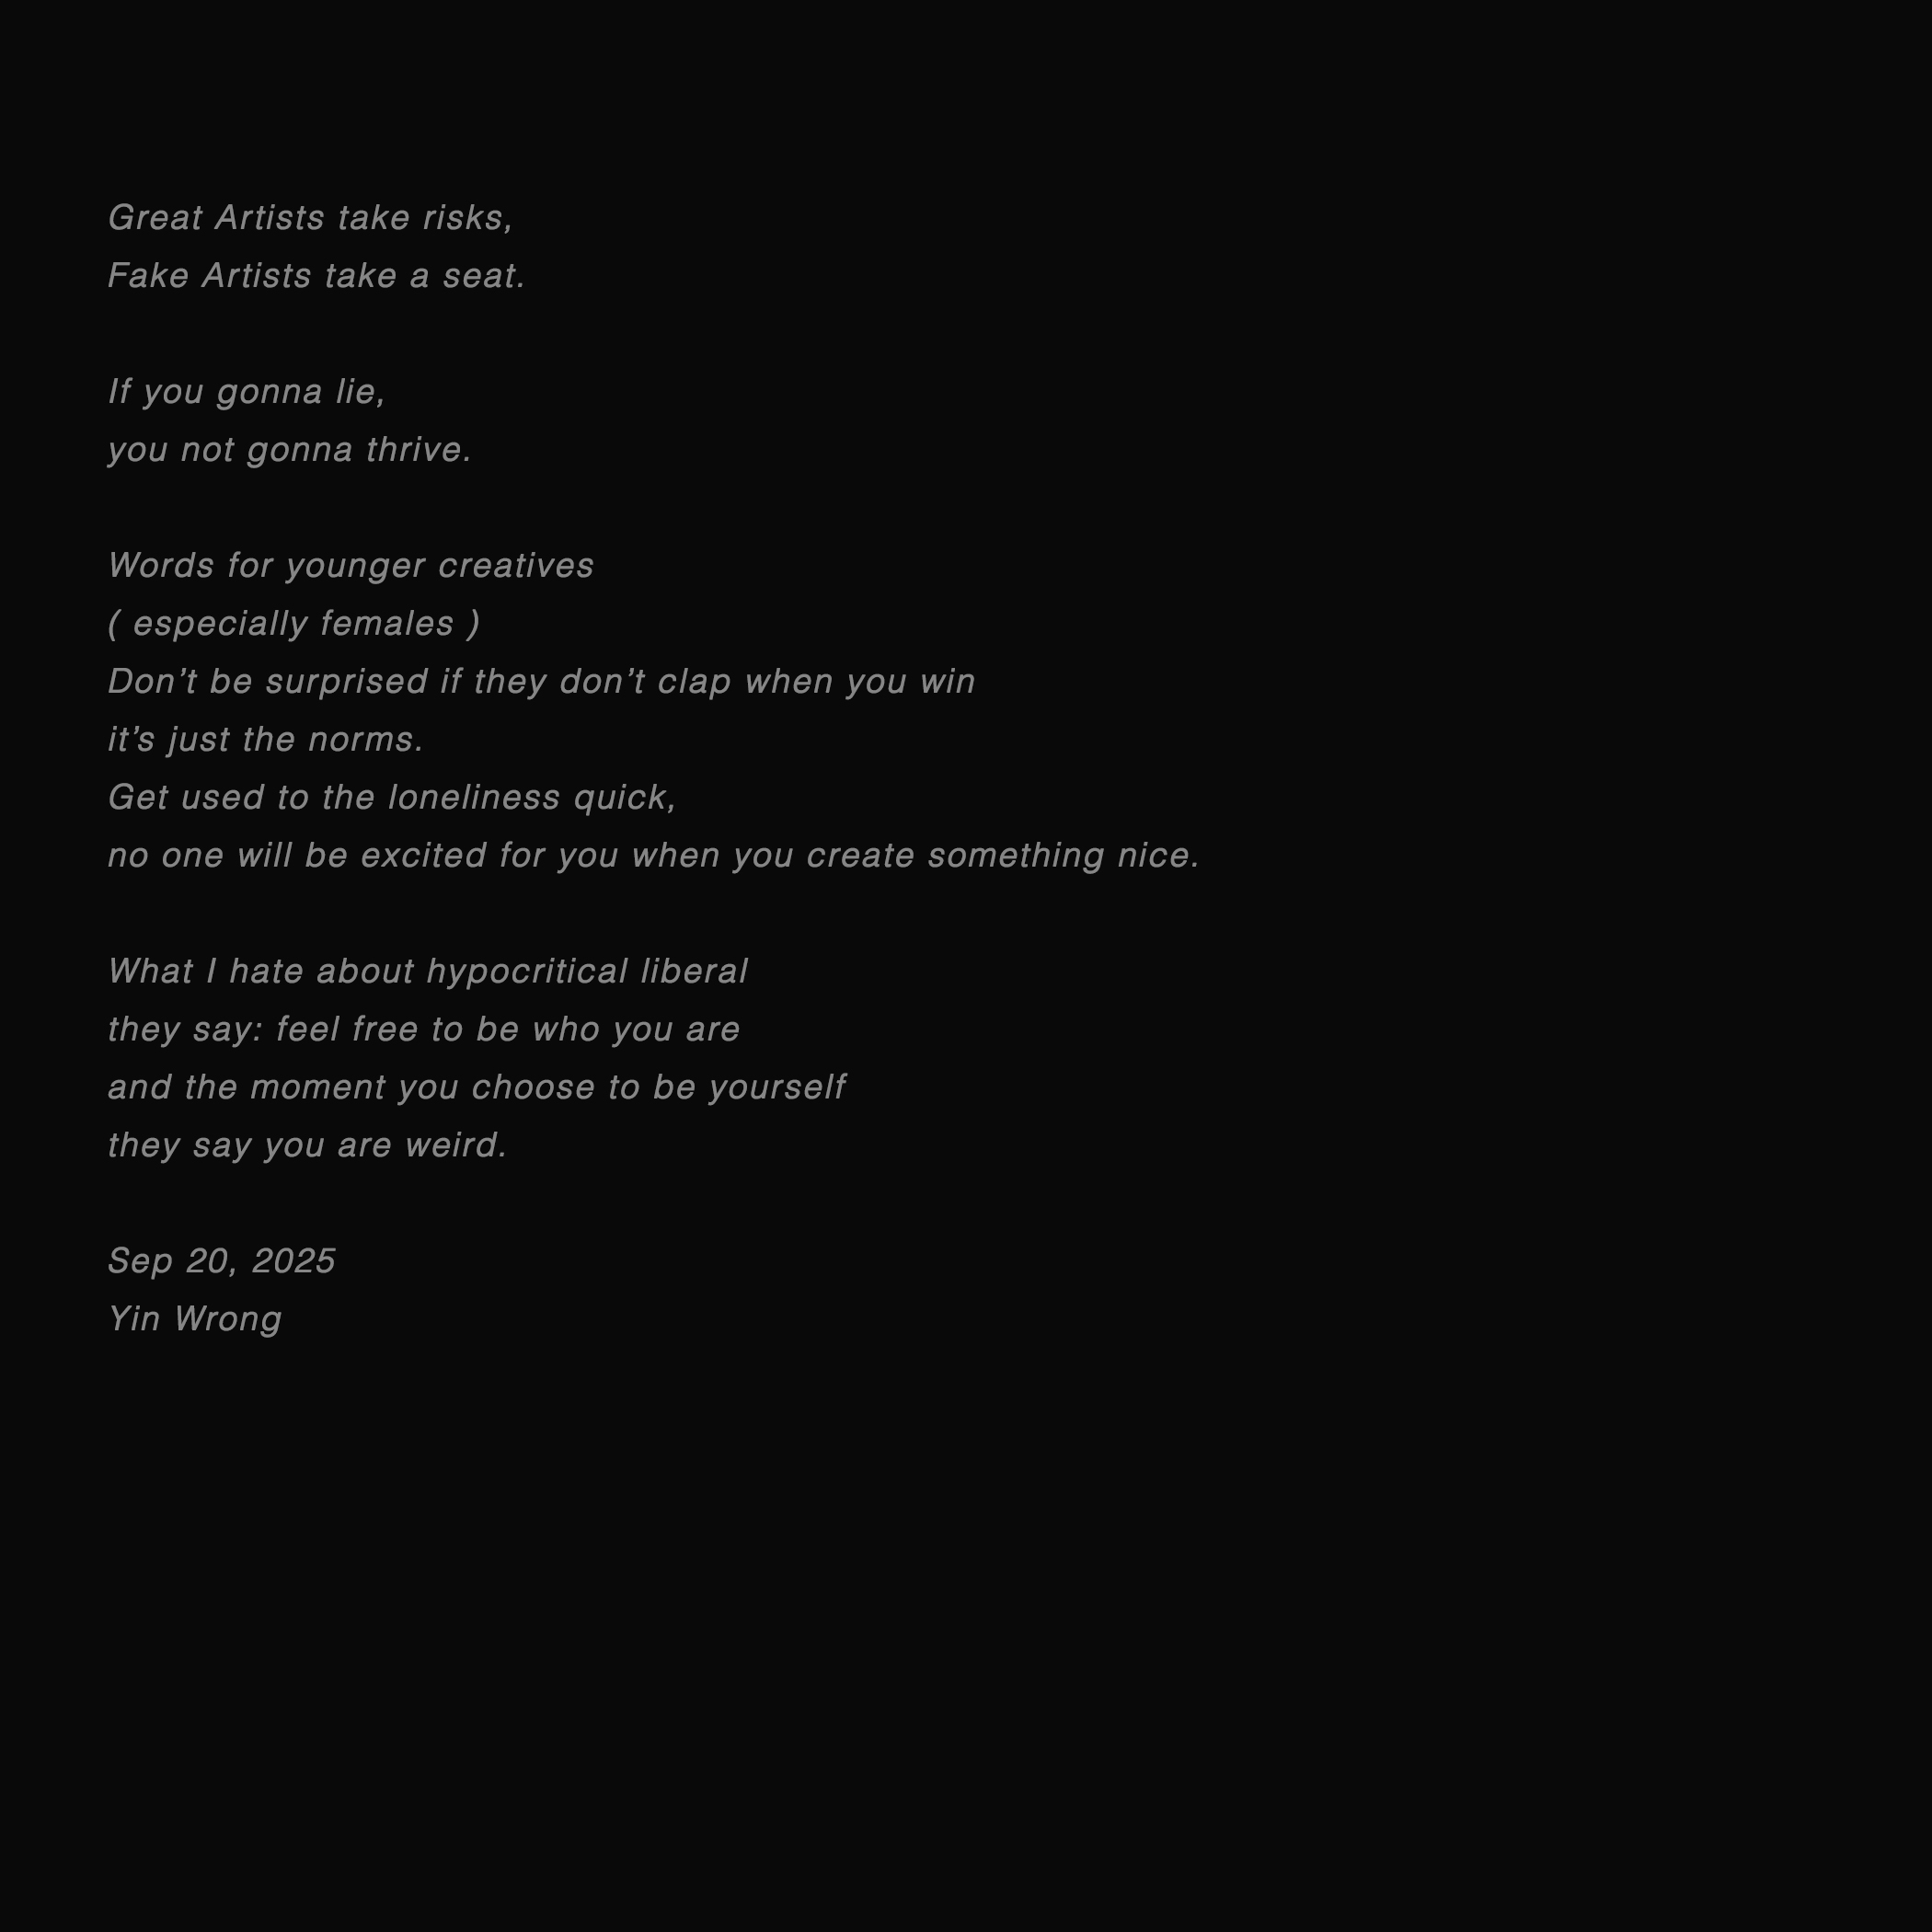 Great Artists take risks,
Fake Artists take a seat.
If you gonna lie,
you not gonna thrive.
Words for younger creatives
( especially females )
Don’t be surprised if they don’t clap when you win
it’s just the norms.
Get used to the loneliness quick,
no one will be excited for you when you create something nice.
What I hate about hypocritical liberal
they say: feel free to be who you are
and the moment you choose to be yourself
they say you are weird.
Sep 20, 2025
Yin Wrong